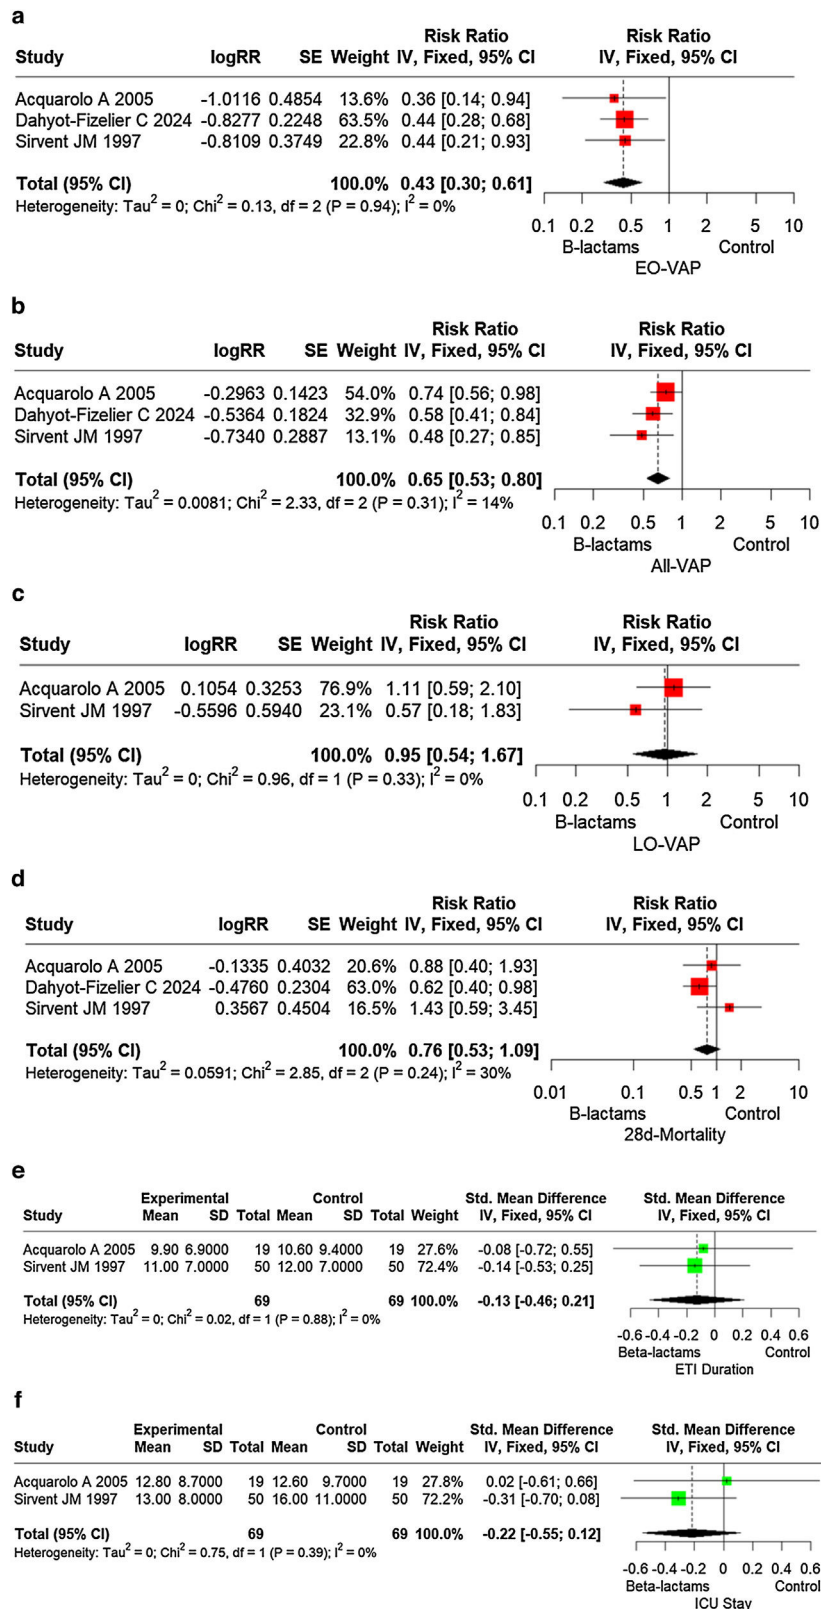 a
Risk Ratio Risk Ratio
Study logRR SE Weight IV, Fixed, 95% CI IV, Fixed, 95% CI
Acquarolo A 2005 -1.0116 0.4854 13.6% 0.36 [0.14; 0.94]
Dahyot-Fizelier C 2024 -0.8277 0.2248 63.5% 0.44 [0.28; 0.68]
Sirvent JM 1997 -0.8109 0.3749 22.8% 0.44 [0.21; 0.93]
Total (95% CI) 100.0% 0.43 [0.30; 0.61]
Heterogeneity: Tau² = 0; Chi² = 0.13, df = 2 (P = 0.94); I² = 0%
0.1 0.2 0.5 1 2 5 10
B-lactams Control
EO-VAP
b
Risk Ratio Risk Ratio
Study logRR SE Weight IV, Fixed, 95% CI IV, Fixed, 95% CI
Acquarolo A 2005 -0.2963 0.1423 54.0% 0.74 [0.56; 0.98]
Dahyot-Fizelier C 2024 -0.5364 0.1824 32.9% 0.58 [0.41; 0.84]
Sirvent JM 1997 -0.7340 0.2887 13.1% 0.48 [0.27; 0.85]
Total (95% CI) 100.0% 0.65 [0.53; 0.80]
Heterogeneity: Tau² = 0.0081; Chi² = 2.33, df = 2 (P = 0.31); I² = 14%
0.1 0.2 0.5 1 2 5 10
B-lactams Control
All-VAP
c
Risk Ratio Risk Ratio
Study logRR SE Weight IV, Fixed, 95% CI IV, Fixed, 95% CI
Acquarolo A 2005 0.1054 0.3253 76.9% 1.11 [0.59; 2.10]
Sirvent JM 1997 -0.5596 0.5940 23.1% 0.57 [0.18; 1.83]
Total (95% CI) 100.0% 0.95 [0.54; 1.67]
Heterogeneity: Tau² = 0; Chi² = 0.96, df = 1 (P = 0.33); I² = 0%
0.1 0.2 0.5 1 2 5 10
B-lactams Control
LO-VAP
d
Risk Ratio Risk Ratio
Study logRR SE Weight IV, Fixed, 95% CI IV, Fixed, 95% CI
Acquarolo A 2005 -0.1335 0.4032 20.6% 0.88 [0.40; 1.93]
Dahyot-Fizelier C 2024 -0.4760 0.2304 63.0% 0.62 [0.40; 0.98]
Sirvent JM 1997 0.3567 0.4504 16.5% 1.43 [0.59; 3.45]
Total (95% CI) 100.0% 0.76 [0.53; 1.09]
Heterogeneity: Tau² = 0.0591; Chi² = 2.85, df = 2 (P = 0.24); I² = 30%
0.01 0.1 0.5 1 2 10
B-lactams Control
28d-Mortality
e
Experimental Control Std. Mean Difference Std. Mean Difference
Study Mean SD Total Mean SD Total Weight IV, Fixed, 95% CI IV, Fixed, 95% CI
Acquarolo A 2005 9.90 6.9000 19 10.60 9.4000 19 27.6% -0.08 [-0.72; 0.55]
Sirvent JM 1997 11.00 7.0000 50 12.00 7.0000 50 72.4% -0.14 [-0.53; 0.25]
Total (95% CI) 69 69 100.0% -0.13 [-0.46; 0.21]
Heterogeneity: Tau² = 0; Chi² = 0.02, df = 1 (P = 0.88); I² = 0%
-0.6 -0.4 -0.2 0 0.2 0.4 0.6
Beta-lactams Control
ETI Duration
f
Experimental Control Std. Mean Difference Std. Mean Difference
Study Mean SD Total Mean SD Total Weight IV, Fixed, 95% CI IV, Fixed, 95% CI
Acquarolo A 2005 12.80 8.7000 19 12.60 9.7000 19 27.8% 0.02 [-0.61; 0.66]
Sirvent JM 1997 13.00 8.0000 50 16.00 11.0000 50 72.2% -0.31 [-0.70; 0.08]
Total (95% CI) 69 69 100.0% -0.22 [-0.55; 0.12]
Heterogeneity: Tau² = 0; Chi² = 0.75, df = 1 (P = 0.39); I² = 0%
-0.6 -0.4 -0.2 0 0.2 0.4 0.6
Beta-lactams Control
ICU Stay